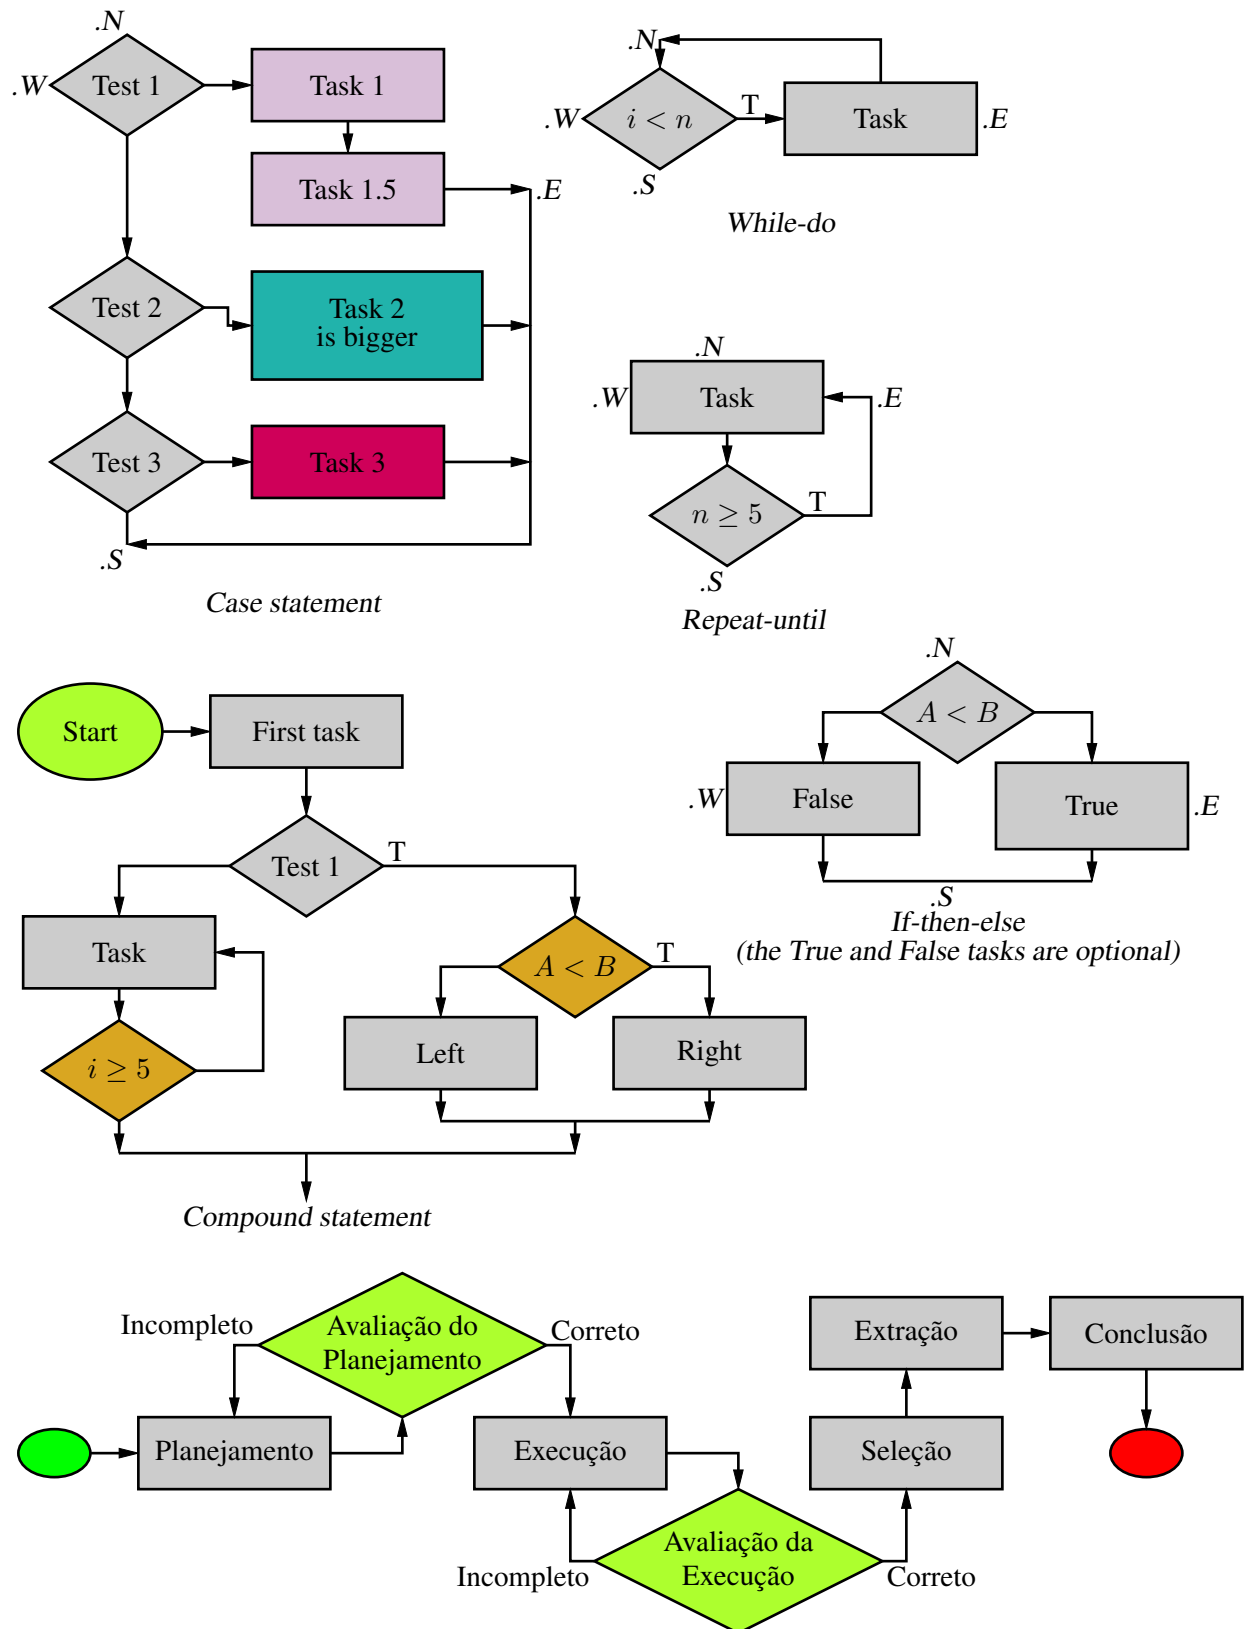 .N
.W
Test 1
Task 1
Task 1.5
.E
Test 2
Task 2
is bigger
Test 3
Task 3
.S
Case statement
.N
.W
i < n
T
Task
.E
.S
While-do
.N
.W
Task
.E
n ≥ 5
T
.S
Repeat-until
.N
A < B
.W
False
True
.E
.S
If-then-else
(the True and False tasks are optional)
Start
First task
Test 1
T
Task
i ≥ 5
A < B
T
Left
Right
Compound statement
Incompleto
Avaliação do
Planejamento
Correto
Planejamento
Execução
Incompleto
Avaliação da
Execução
Correto
Seleção
Extração
Conclusão